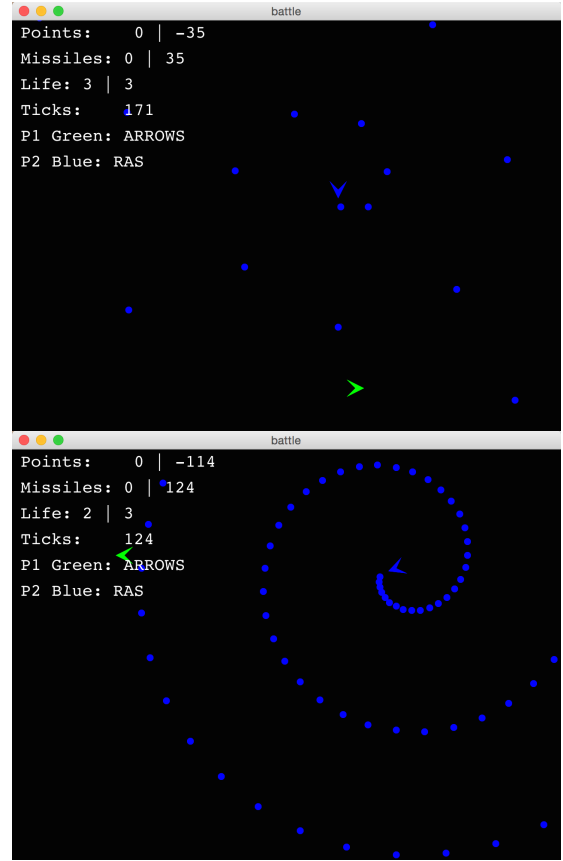 battle
Points: 0 | -35
Missiles: 0 | 35
Life: 3 | 3
Ticks: 171
P1 Green: ARROWS
P2 Blue: RAS
battle
Points: 0 | -114
Missiles: 0 | 124
Life: 2 | 3
Ticks: 124
P1 Green: ARROWS
P2 Blue: RAS